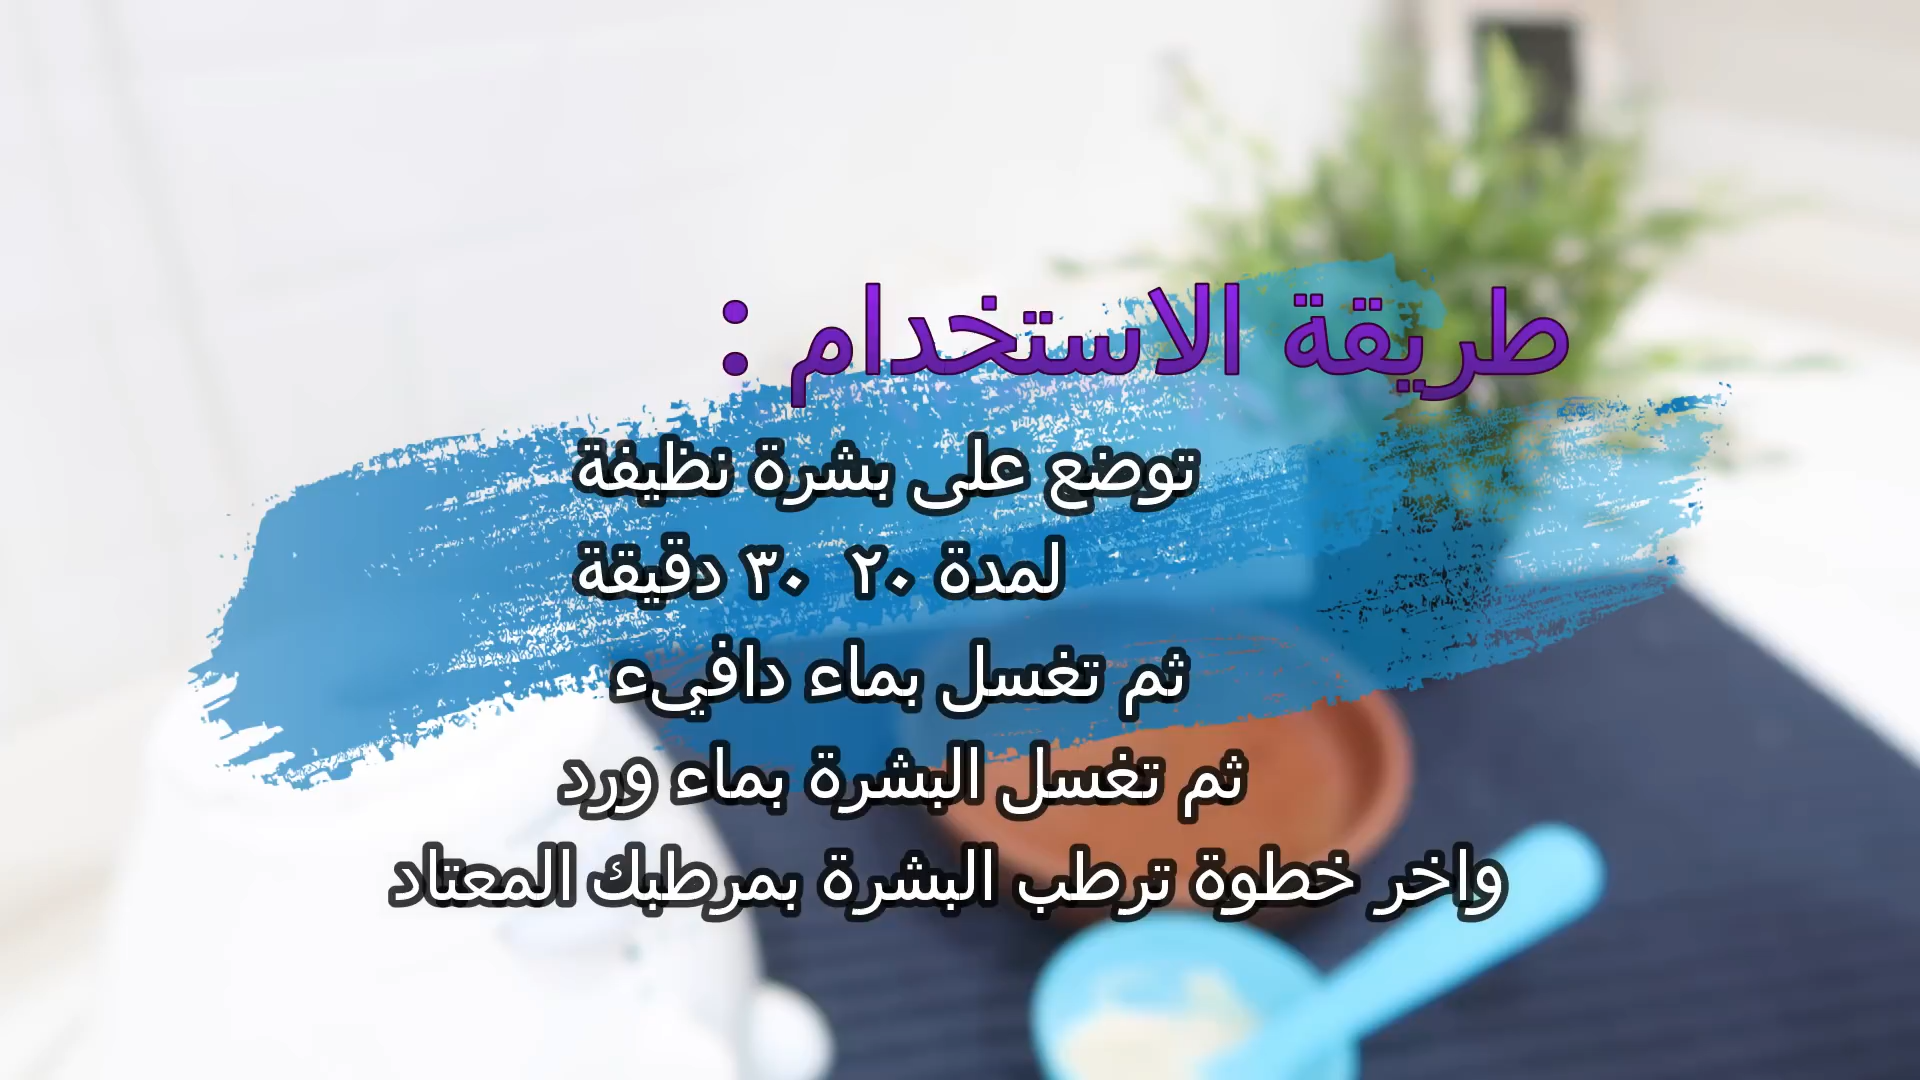 طريقة الاستخدام :
توضع على بشرة نظيفة
لمدة ٢٠ ٣٠ دقيقة
ثم تغسل بماء دافيء
ثم تغسل البشرة بماء ورد
واخر خطوة ترطب البشرة بمرطبك المعتاد